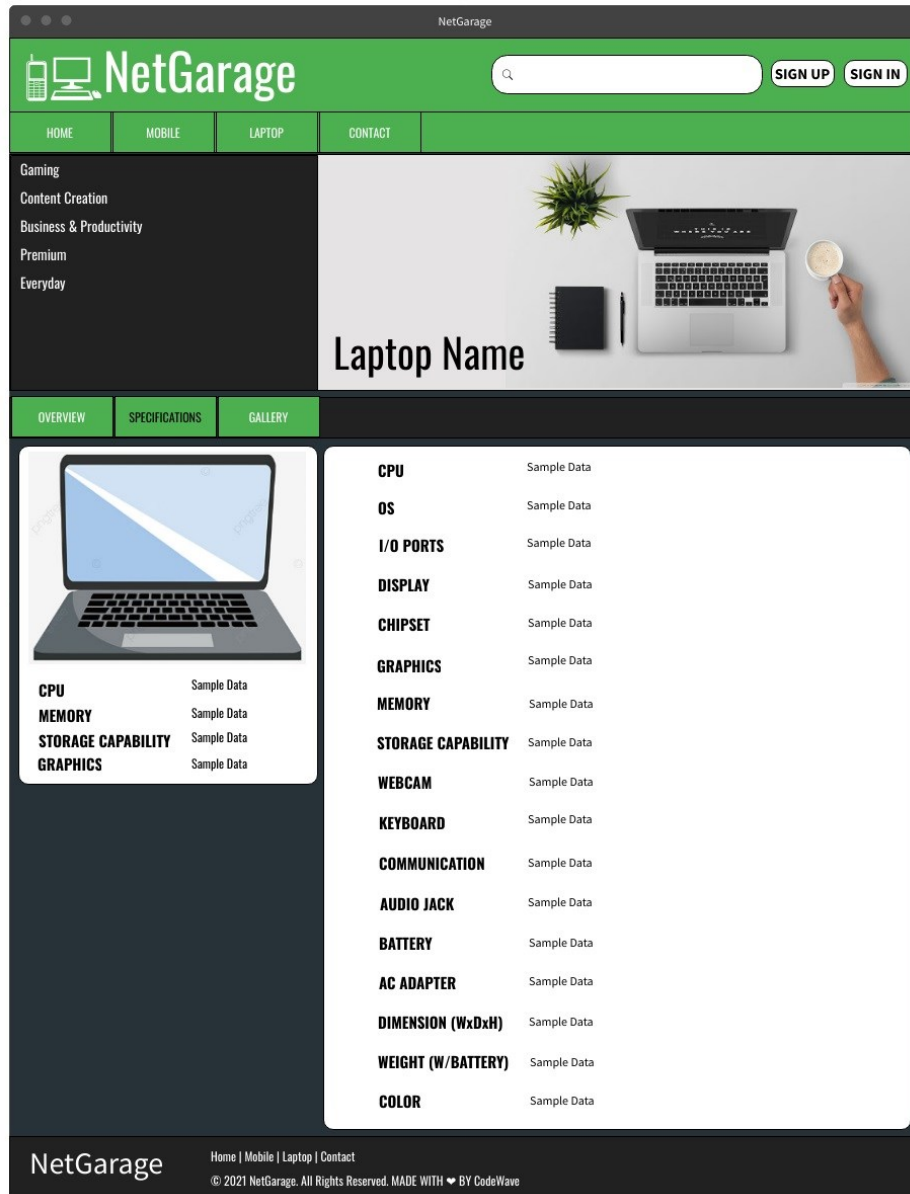 NetGarage
NetGarage
SIGN UP
SIGN IN
HOME
MOBILE
LAPTOP
CONTACT
Gaming
Content Creation
Business & Productivity
Premium
Everyday
Laptop Name
OVERVIEW
SPECIFICATIONS
GALLERY
CPU Sample Data
MEMORY Sample Data
STORAGE CAPABILITY Sample Data
GRAPHICS Sample Data
CPU Sample Data
OS Sample Data
I/O PORTS Sample Data
DISPLAY Sample Data
CHIPSET Sample Data
GRAPHICS Sample Data
MEMORY Sample Data
STORAGE CAPABILITY Sample Data
WEBCAM Sample Data
KEYBOARD Sample Data
COMMUNICATION Sample Data
AUDIO JACK Sample Data
BATTERY Sample Data
AC ADAPTER Sample Data
DIMENSION (WxDxH) Sample Data
WEIGHT (W/BATTERY) Sample Data
COLOR Sample Data
NetGarage
Home | Mobile | Laptop | Contact
© 2021 NetGarage. All Rights Reserved. MADE WITH ❤ BY CodeWave